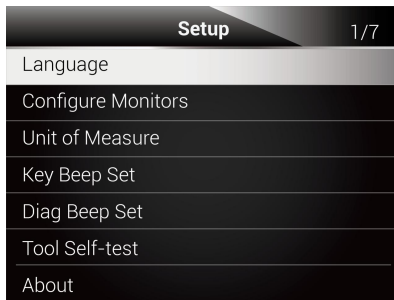 Setup 1/7
Language
Configure Monitors
Unit of Measure
Key Beep Set
Diag Beep Set
Tool Self-test
About